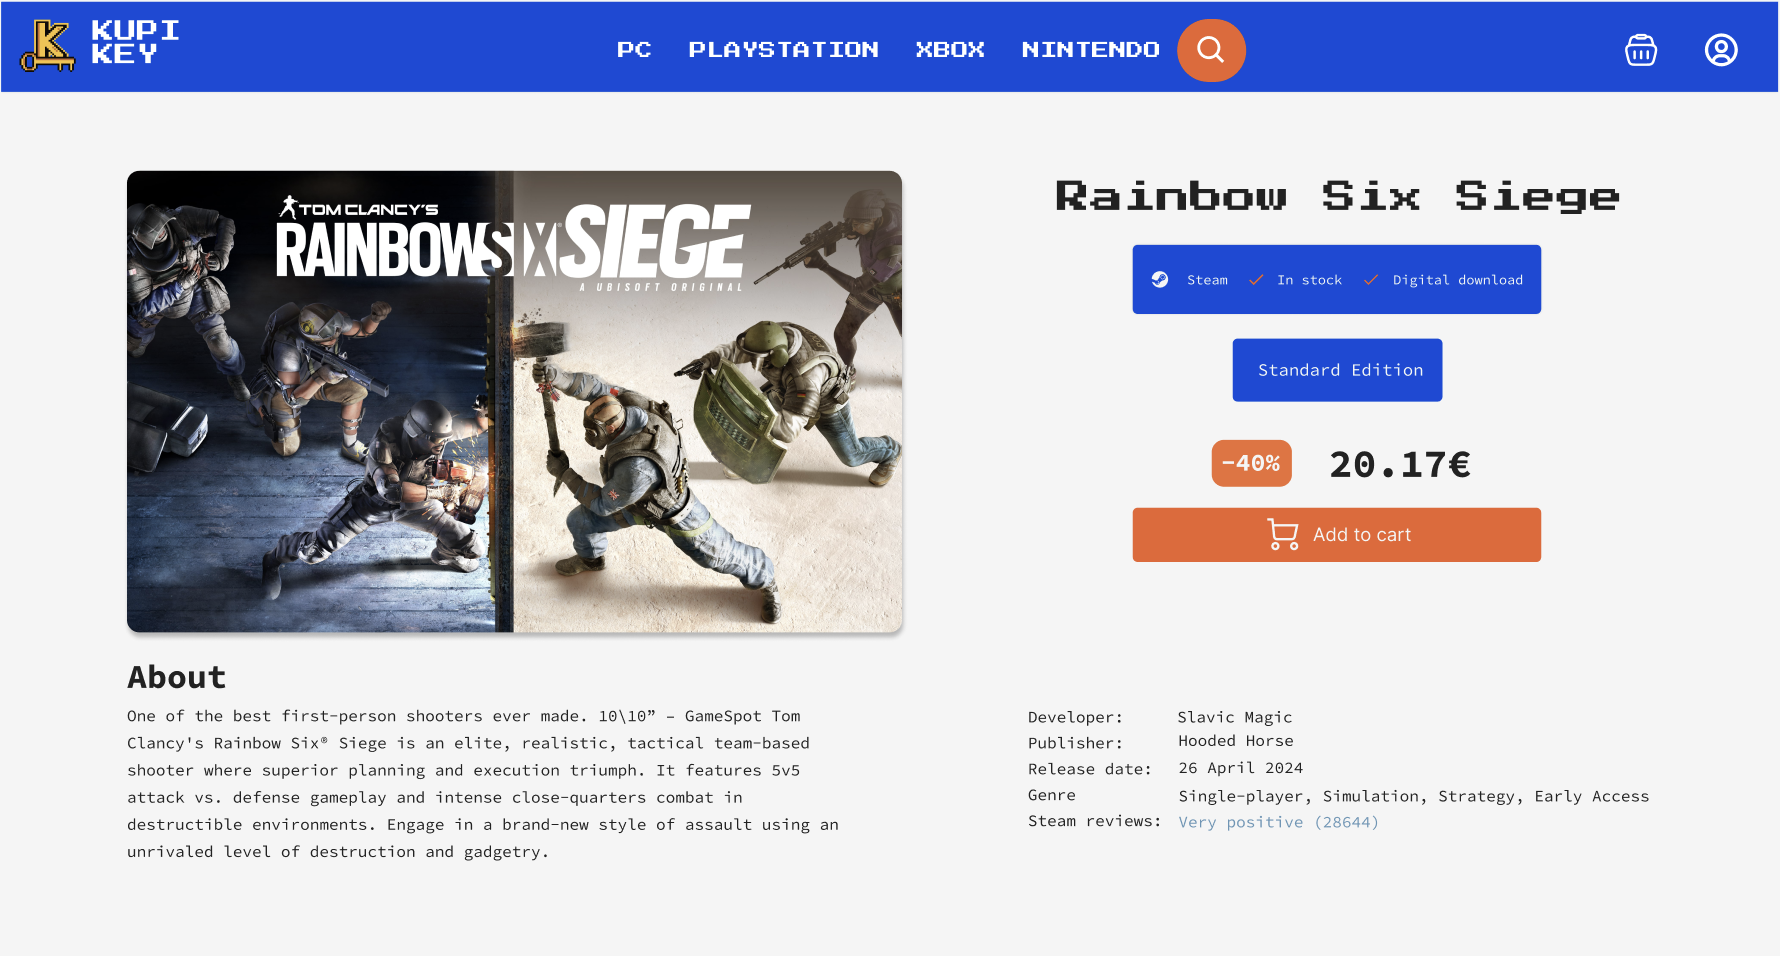 KUPI
KEY
PC PLAYSTATION XBOX NINTENDO
TOM CLANCY'S
RAINBOWSIX SIEGE
A UBISOFT ORIGINAL
Rainbow Six Siege
Steam In stock Digital download
Standard Edition
-40% 20.17€
Add to cart
About
One of the best first-person shooters ever made. 10\10” – GameSpot Tom
Clancy's Rainbow Six® Siege is an elite, realistic, tactical team-based
shooter where superior planning and execution triumph. It features 5v5
attack vs. defense gameplay and intense close-quarters combat in
destructible environments. Engage in a brand-new style of assault using an
unrivaled level of destruction and gadgetry.
Developer: Slavic Magic
Publisher: Hooded Horse
Release date: 26 April 2024
Genre Single-player, Simulation, Strategy, Early Access
Steam reviews: Very positive (28644)